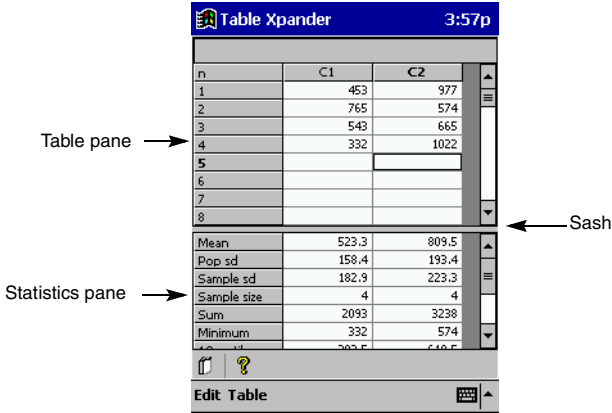 Table Xpander 3:57p
n C1 C2
1 453 977
2 765 574
3 543 665
Table pane
4 332 1022
5
6
7
8
Sash
Mean 523.3 809.5
Pop sd 158.4 193.4
Sample sd 182.9 223.3
Statistics pane
Sample size 4 4
Sum 2093 3238
Minimum 332 574
Edit Table